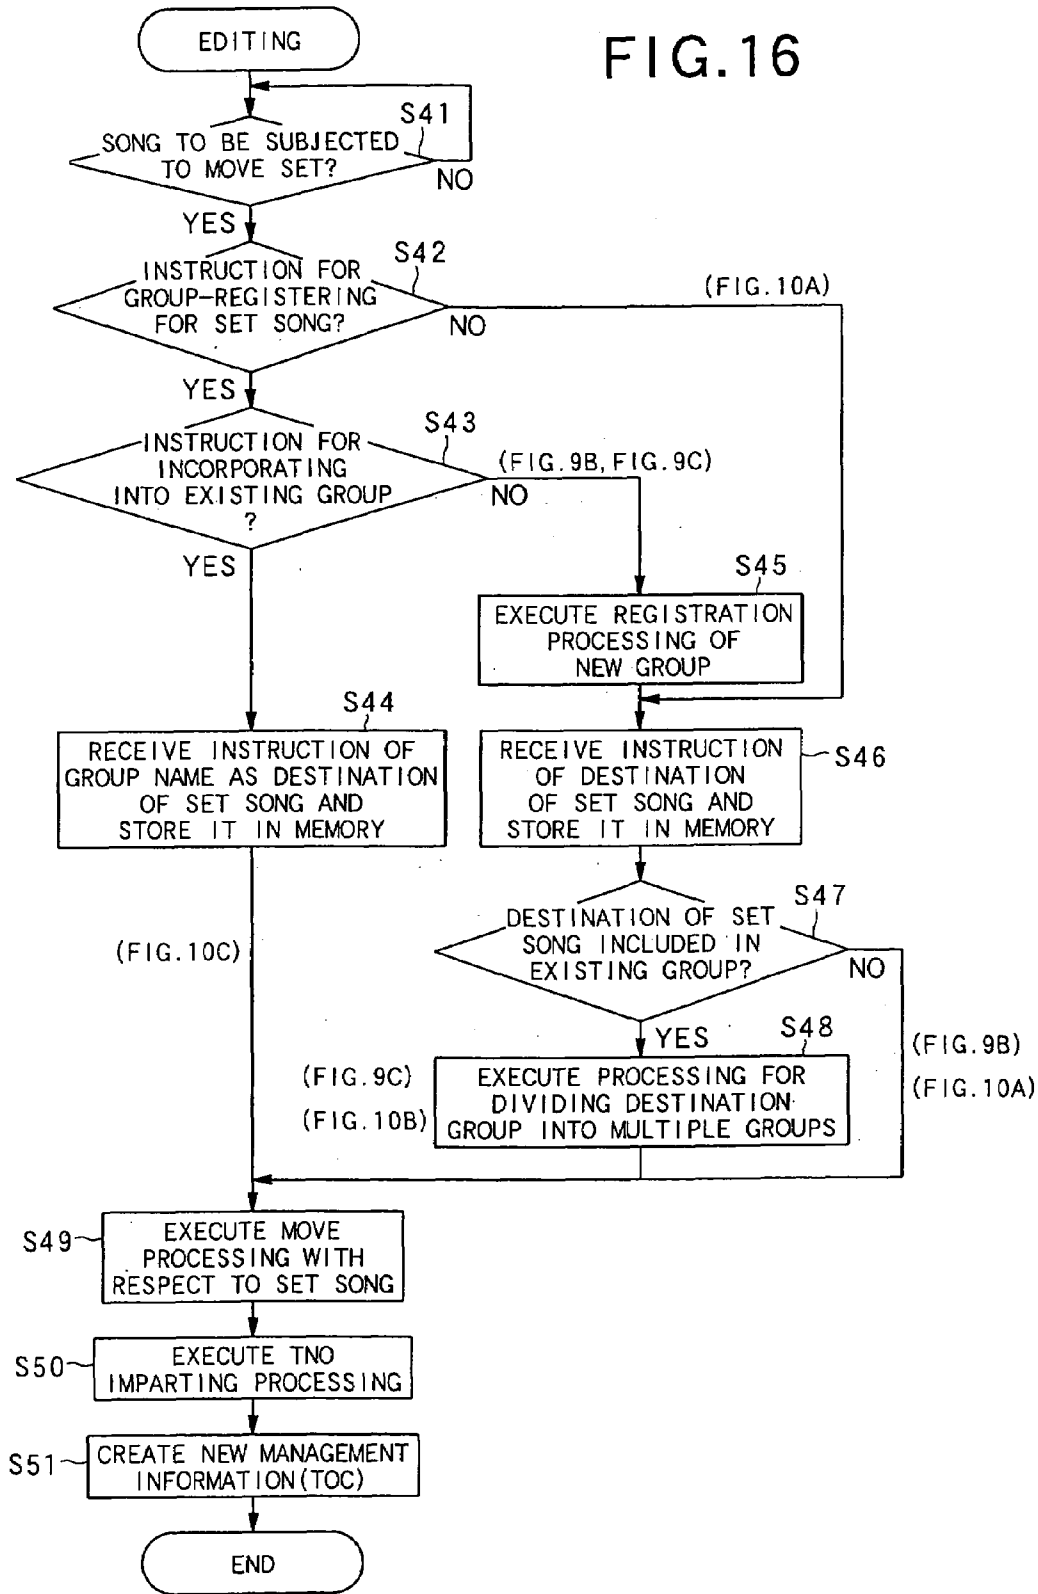 FIG.16
EDITING
S41
SONG TO BE SUBJECTED
TO MOVE SET?
NO
YES
S42
INSTRUCTION FOR
GROUP-REGISTERING
FOR SET SONG?
(FIG.10A)
NO
YES
S43
INSTRUCTION FOR
INCORPORATING
INTO EXISTING GROUP
?
(FIG.9B, FIG.9C)
NO
YES
S45
EXECUTE REGISTRATION
PROCESSING OF
NEW GROUP
S44
RECEIVE INSTRUCTION OF
GROUP NAME AS DESTINATION
OF SET SONG AND
STORE IT IN MEMORY
S46
RECEIVE INSTRUCTION
OF DESTINATION
OF SET SONG AND
STORE IT IN MEMORY
S47
DESTINATION OF SET
SONG INCLUDED IN
EXISTING GROUP?
NO
(FIG.10C)
YES
S48
(FIG.9B)
(FIG.10A)
(FIG.9C)
(FIG.10B)
EXECUTE PROCESSING FOR
DIVIDING DESTINATION
GROUP INTO MULTIPLE GROUPS
S49
EXECUTE MOVE
PROCESSING WITH
RESPECT TO SET SONG
S50
EXECUTE TNO
IMPARTING PROCESSING
S51
CREATE NEW MANAGEMENT
INFORMATION(TOC)
END